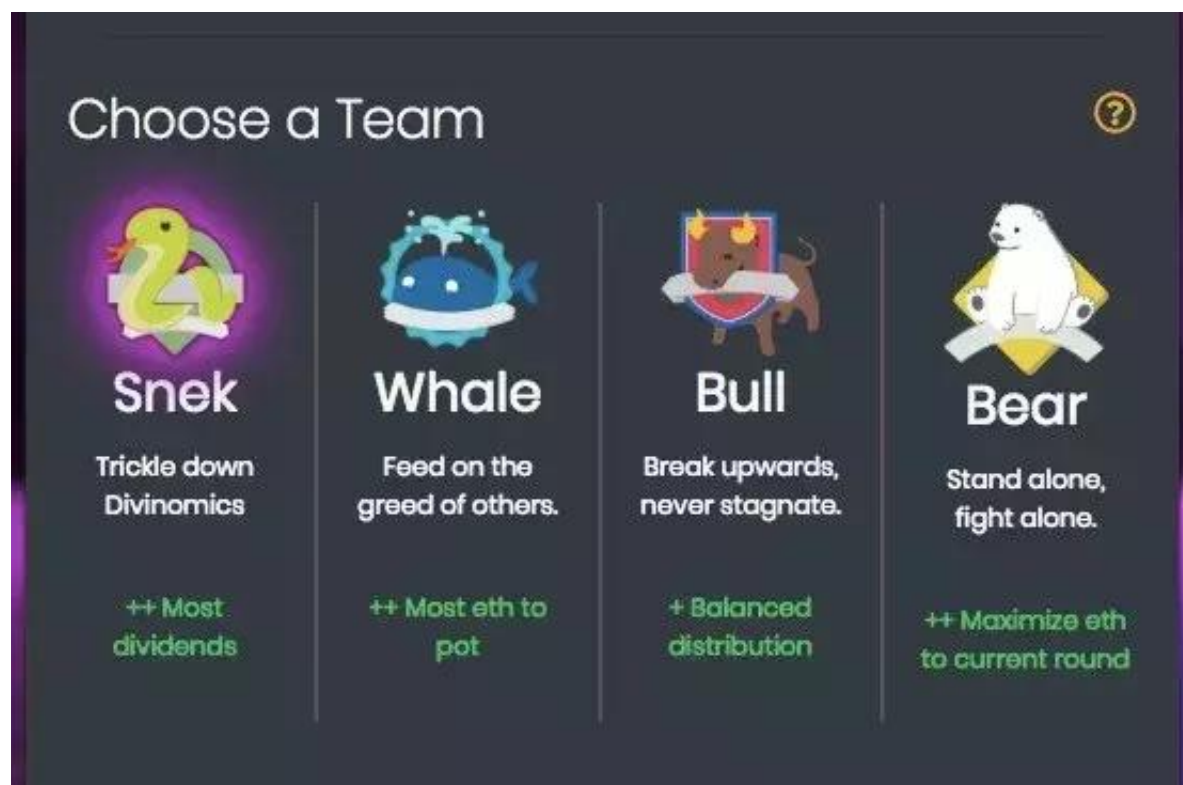 Choose a Team
?
Snek
Trickle down
Divinomics
++ Most
dividends
Whale
Feed on the
greed of others.
++ Most eth to
pot
Bull
Break upwards,
never stagnate.
+ Balanced
distribution
Bear
Stand alone,
fight alone.
++ Maximize eth
to current round